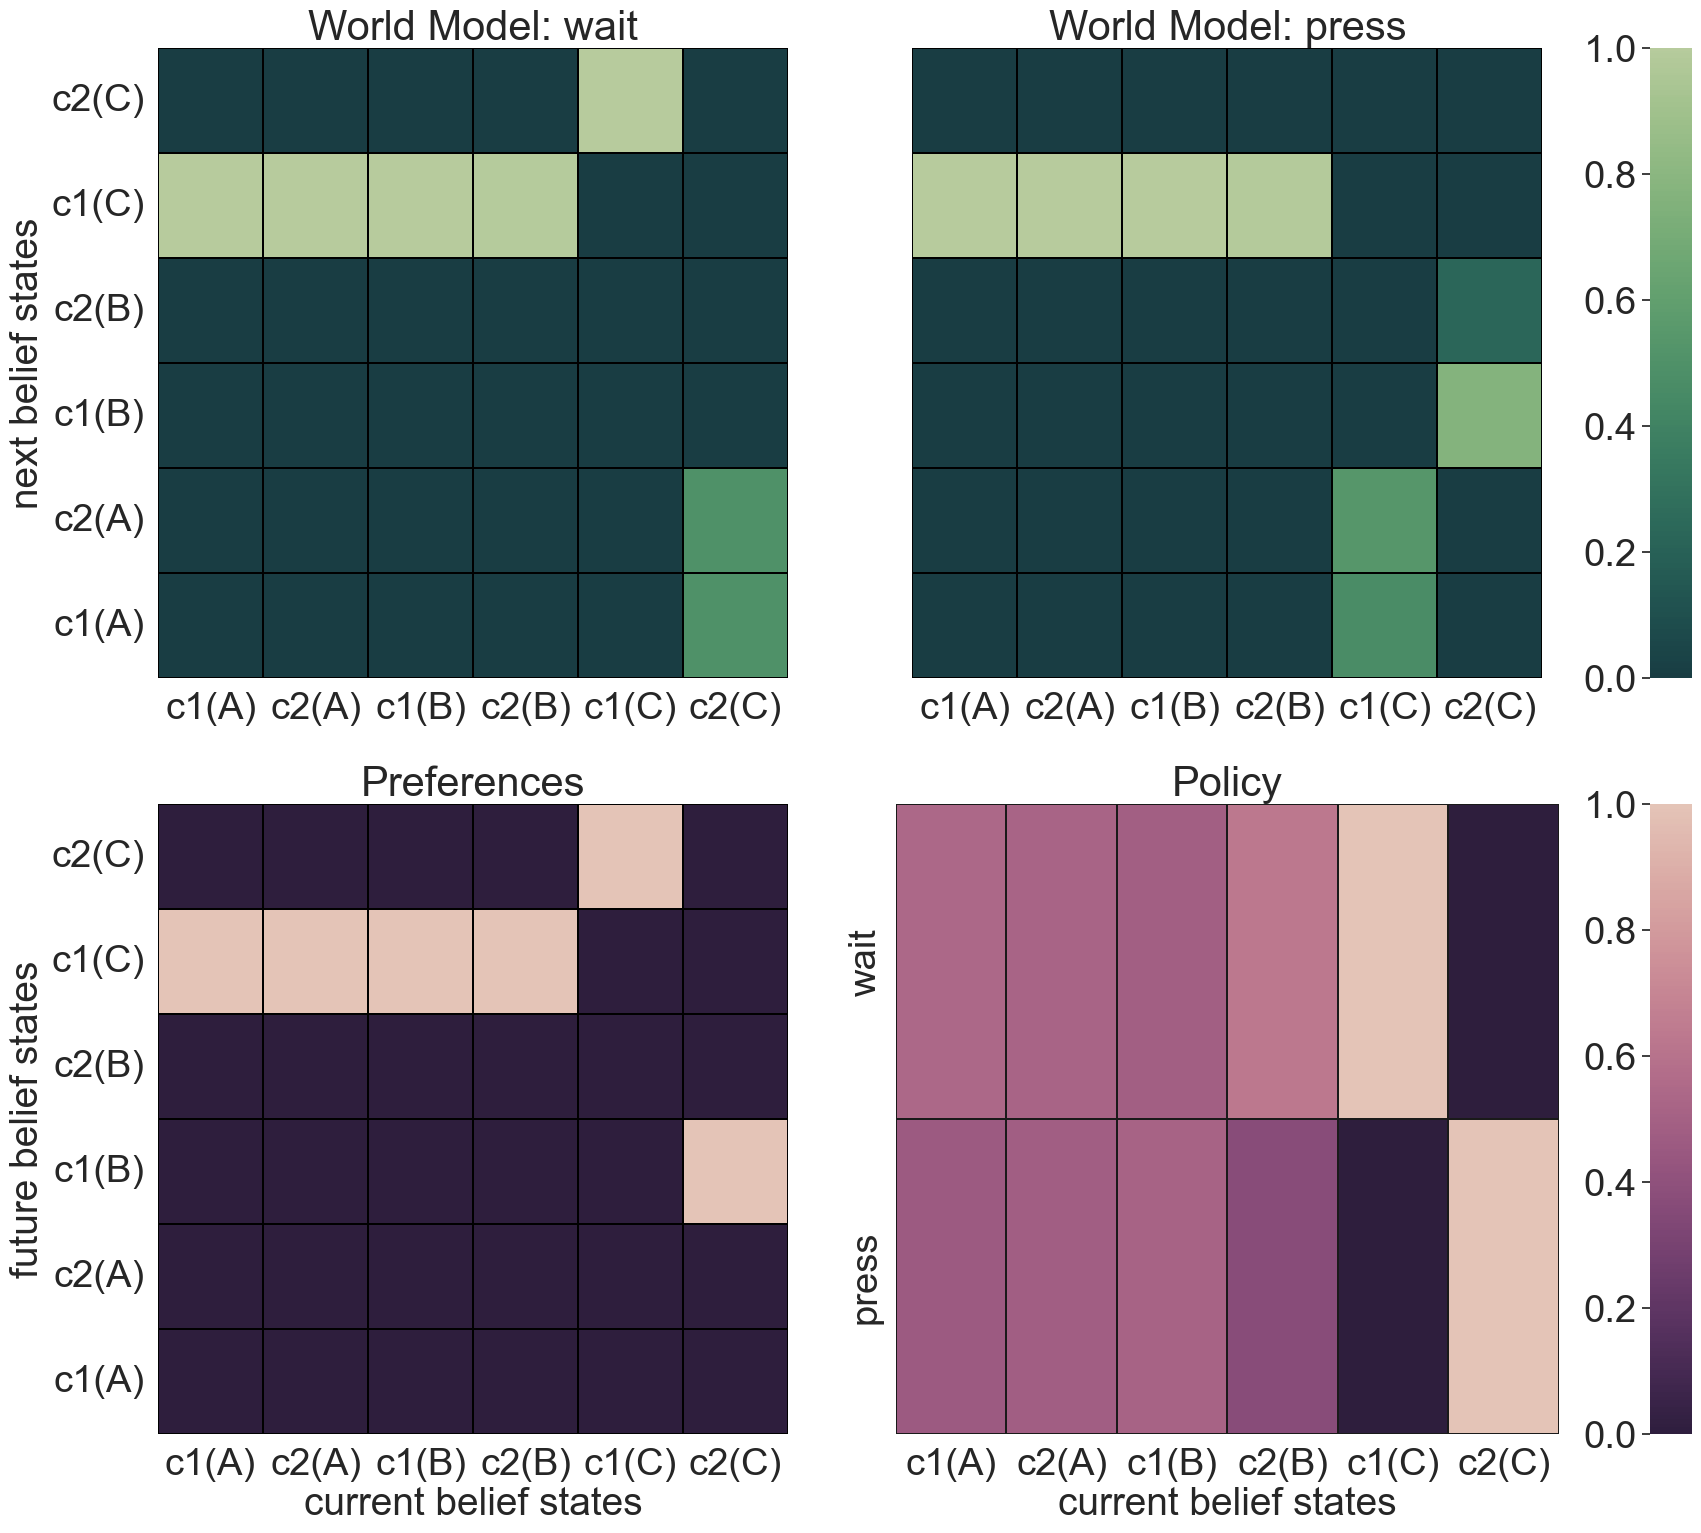 World Model: wait
World Model: press
next belief states
c2(C)
c1(C)
c2(B)
c1(B)
c2(A)
c1(A)
c1(A) c2(A) c1(B) c2(B) c1(C) c2(C)
c1(A) c2(A) c1(B) c2(B) c1(C) c2(C)
1.0
0.8
0.6
0.4
0.2
0.0
Preferences
Policy
future belief states
c2(C)
c1(C)
c2(B)
c1(B)
c2(A)
c1(A)
c1(A) c2(A) c1(B) c2(B) c1(C) c2(C)
current belief states
wait
press
c1(A) c2(A) c1(B) c2(B) c1(C) c2(C)
current belief states
1.0
0.8
0.6
0.4
0.2
0.0